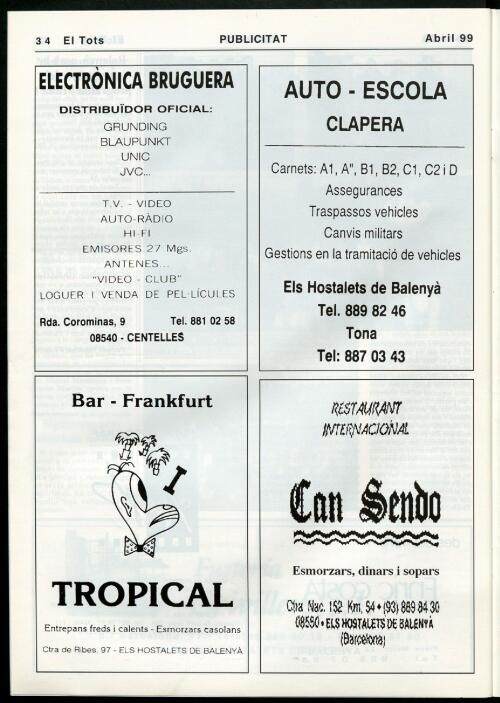 34 El Tots
PUBLICITAT
Abril 99
ELECTRÒNICA BRUGUERA
DISTRIBUÏDOR OFICIAL:
GRUNDING
BLAUPUNKT
UNIC
JVC...
T.V. - VIDEO
AUTO-RÀDIO
HI-FI
EMISORES 27 Mgs.
ANTENES...
"VIDEO - CLUB"
LOGUER I VENDA DE PEL·LÍCULES
Rda. Corominas, 9 Tel. 881 02 58
08540 - CENTELLES
AUTO - ESCOLA
CLAPERA
Carnets: A1, A", B1, B2, C1, C2 i D
Assegurances
Traspassos vehicles
Canvis militars
Gestions en la tramitació de vehicles
Els Hostalets de Balenyà
Tel. 889 82 46
Tona
Tel: 887 03 43
Bar - Frankfurt
I
TROPICAL
Entrepans freds i calents - Esmorzars casolans
Ctra de Ribes, 97 - ELS HOSTALETS DE BALENYÀ
RESTAURANT
INTERNACIONAL
Can Sendo
Esmorzars, dinars i sopars
Ctra. Nac. 152 Km, 54 • (93) 889 84 30
08550 • ELS HOSTALETS DE BALENYÀ
(Barcelona)